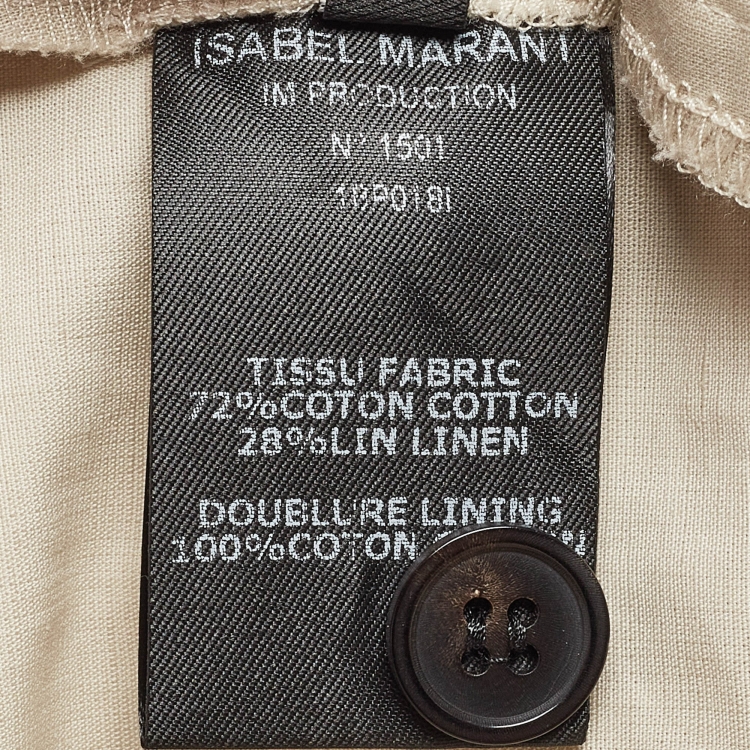 ISABEL MARANT
IM PRODUCTION
N° 1501
TISSU FABRIC
72%COTON COTTON
28%LIN LINEN
DOUBLURE LINING
100%COTON